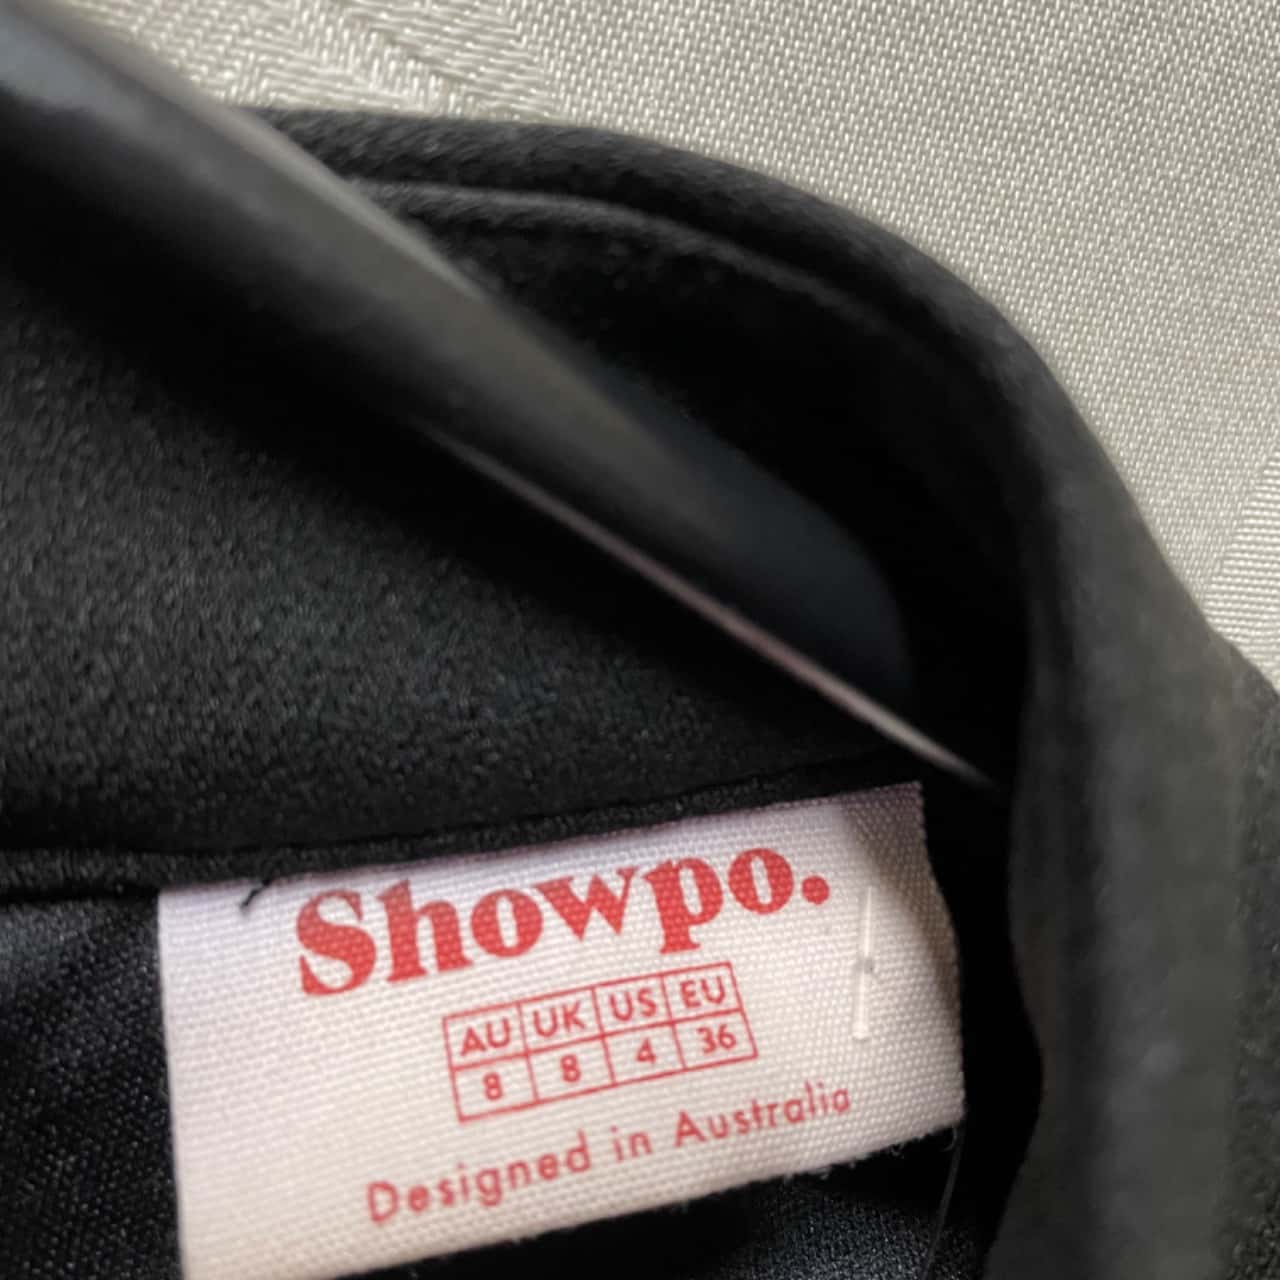 Showpo.
AU UK US EU
8 8 4 36
Designed in Australia